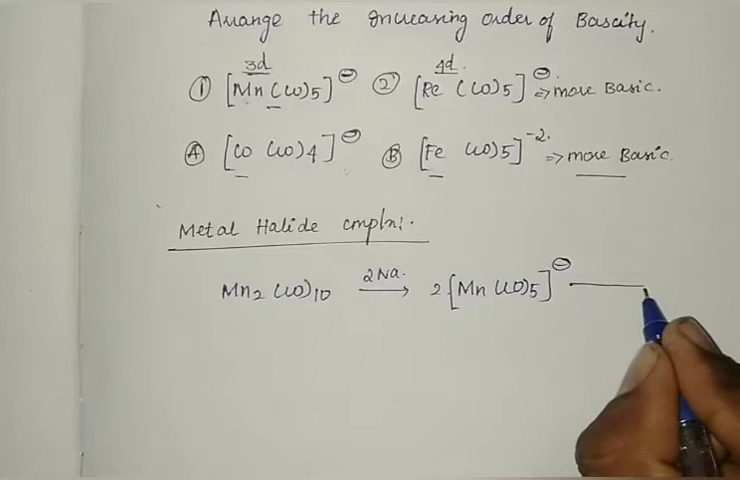 Arrange the Increasing Order of Bascity.
3d 4d.
① [Mn (CO)5]⊖ ② [Re (CO)5]⊖ => more Basic.
Ⓐ [Co (CO)4]⊖ Ⓑ [Fe (CO)5]-2. => more Basic.
Metal Halide cmplx:.
Mn2 (CO)10 2Na. → 2 [Mn (CO)5]⊖